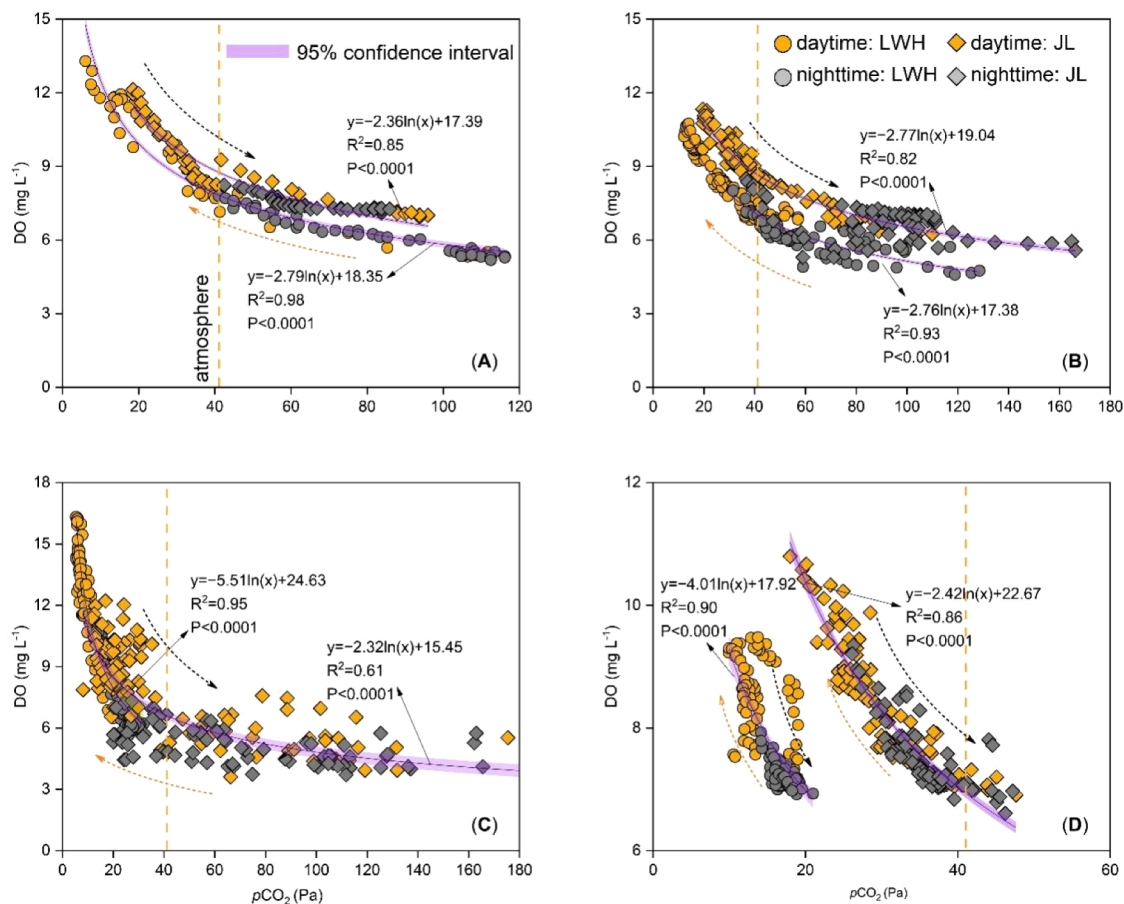 15
12
9
6
3
0
DO (mg L⁻¹)
0 20 40 60 80 100 120
95% confidence interval
atmosphere
y=−2.36ln(x)+17.39
R²=0.85
P<0.0001
y=−2.79ln(x)+18.35
R²=0.98
P<0.0001
(A)
15
12
9
6
3
0
DO (mg L⁻¹)
0 20 40 60 80 100 120 140 160 180
daytime: LWH daytime: JL
nighttime: LWH nighttime: JL
y=−2.77ln(x)+19.04
R²=0.82
P<0.0001
y=−2.76ln(x)+17.38
R²=0.93
P<0.0001
(B)
18
15
12
9
6
3
0
DO (mg L⁻¹)
0 20 40 60 80 100 120 140 160 180
pCO₂ (Pa)
y=−5.51ln(x)+24.63
R²=0.95
P<0.0001
y=−2.32ln(x)+15.45
R²=0.61
P<0.0001
(C)
12
10
8
6
DO (mg L⁻¹)
0 20 40 60
pCO₂ (Pa)
y=−4.01ln(x)+17.92
R²=0.90
P<0.0001
y=−2.42ln(x)+22.67
R²=0.86
P<0.0001
(D)